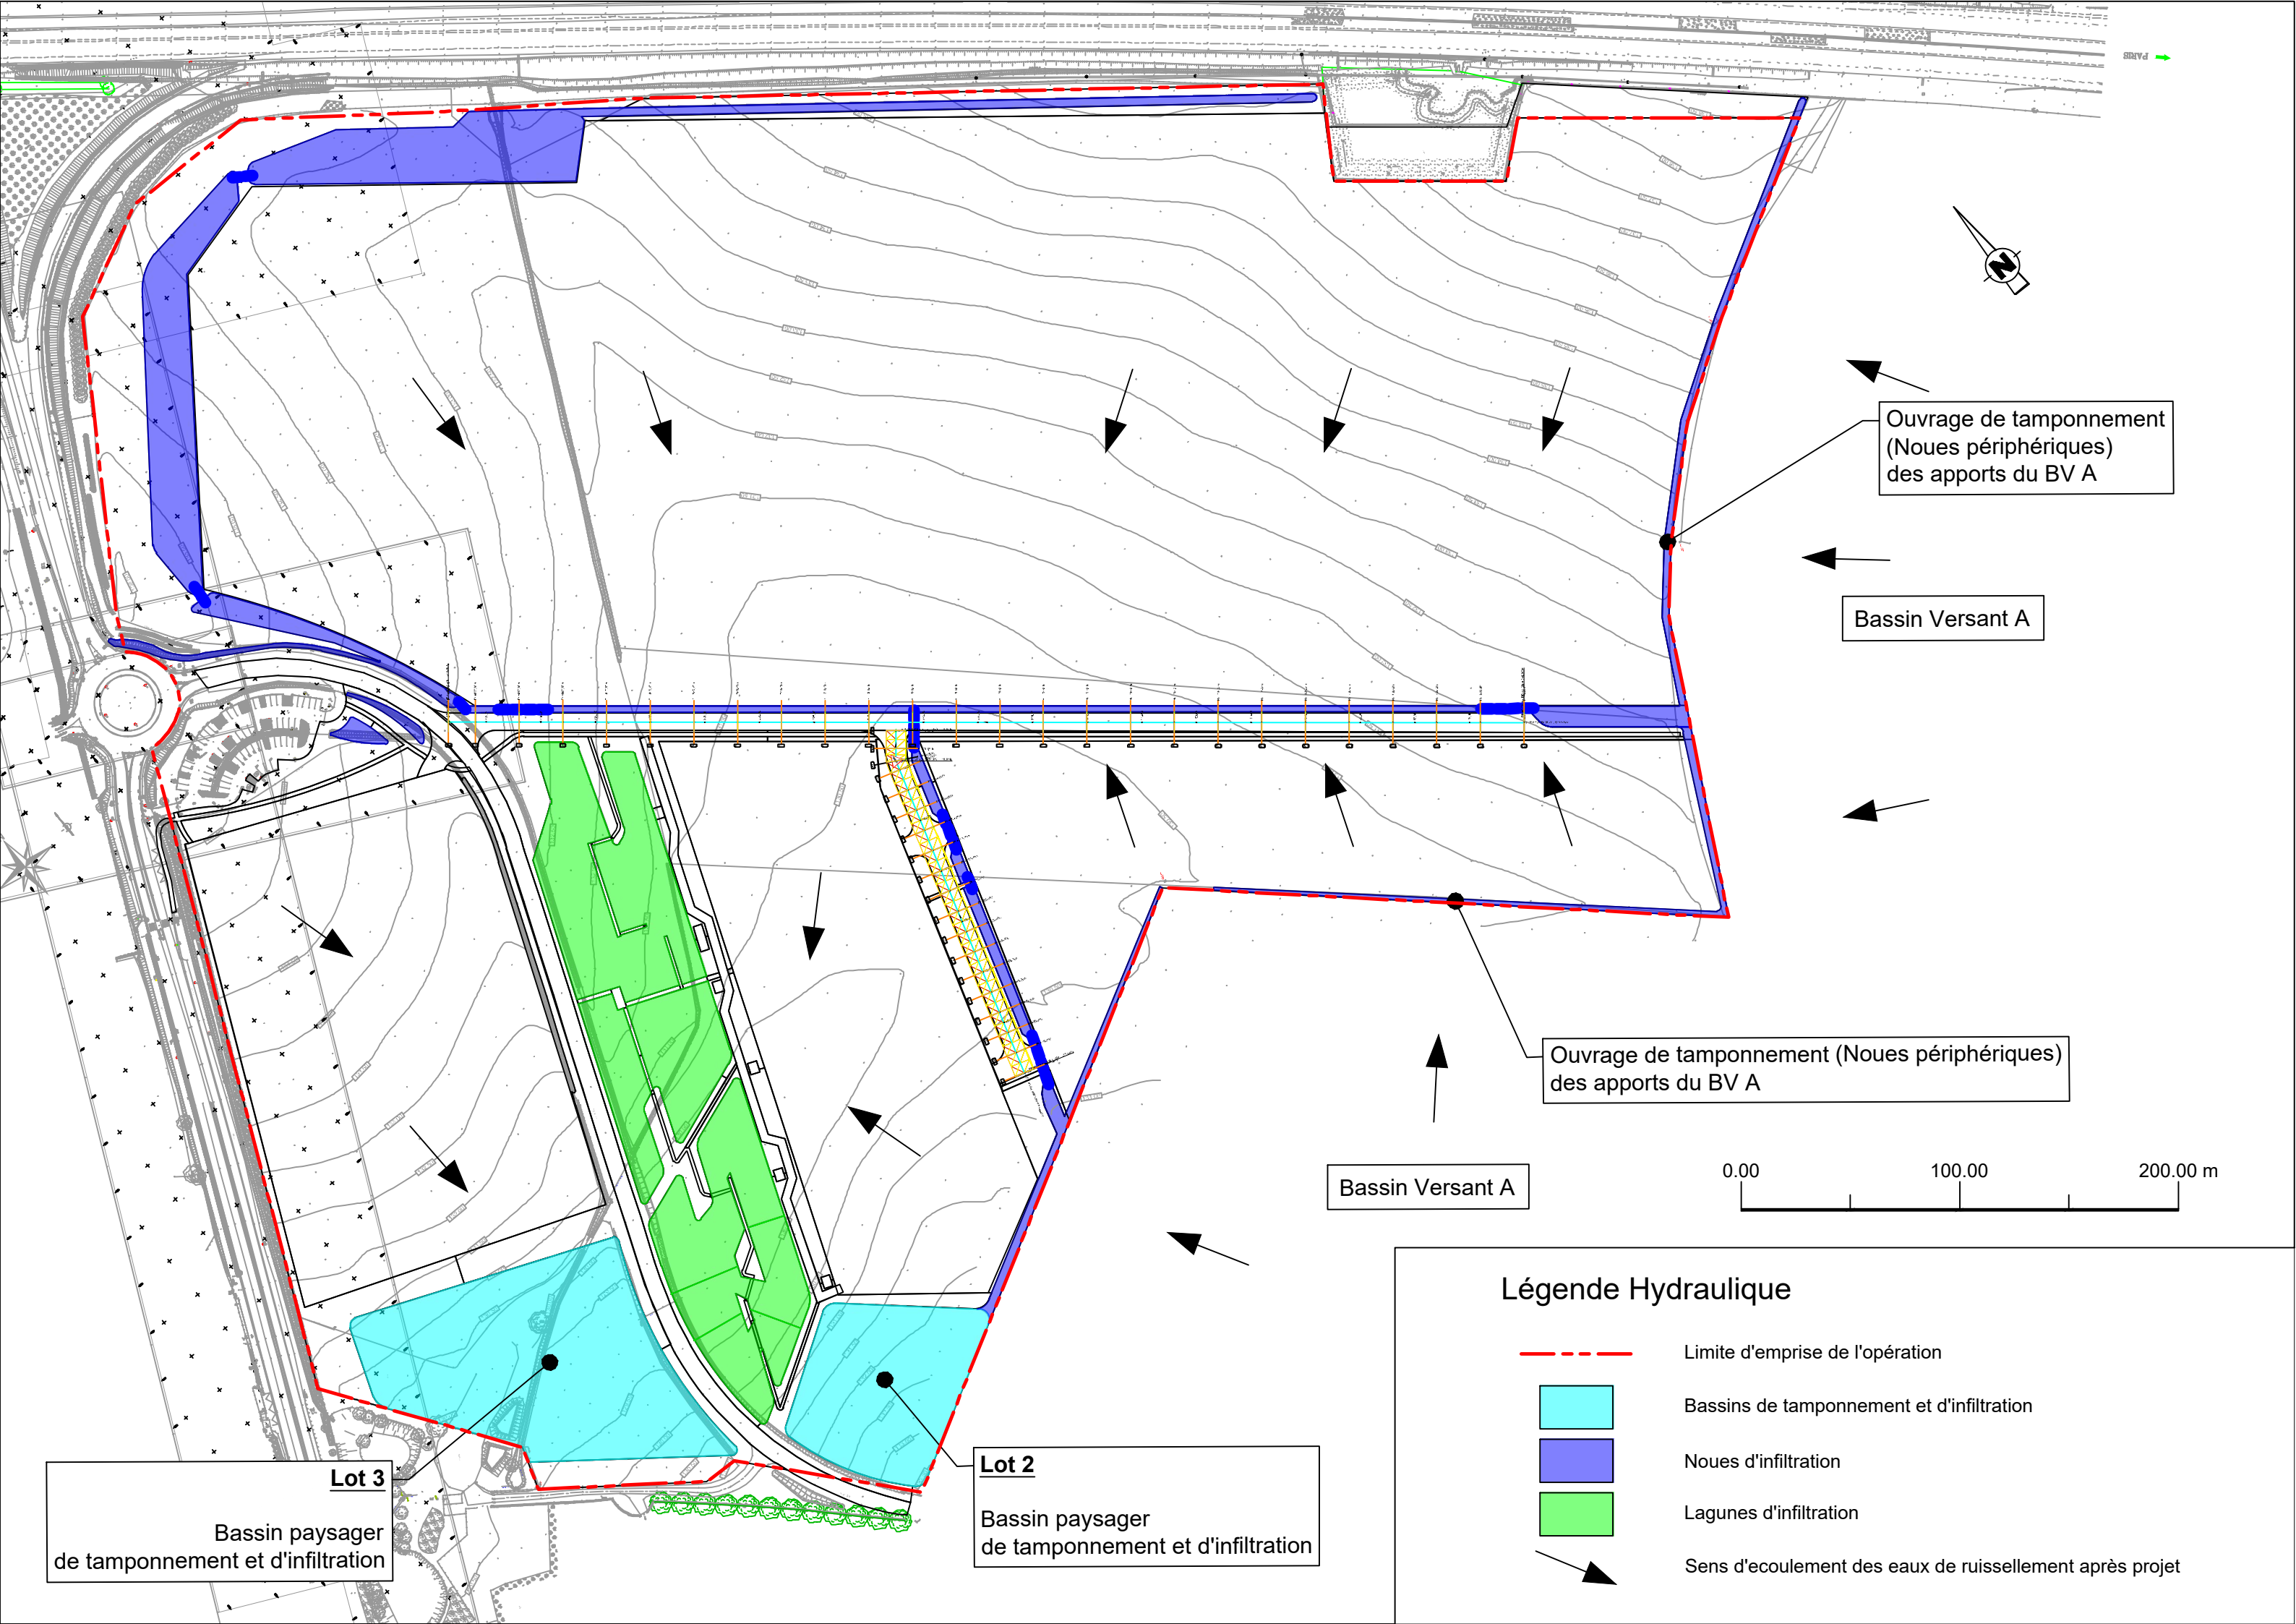 PARIS
N
Ouvrage de tamponnement
(Noues périphériques)
des apports du BV A
Bassin Versant A
Ouvrage de tamponnement (Noues périphériques)
des apports du BV A
Bassin Versant A
0.00 100.00 200.00 m
Légende Hydraulique
Limite d'emprise de l'opération
Bassins de tamponnement et d'infiltration
Noues d'infiltration
Lagunes d'infiltration
Sens d'ecoulement des eaux de ruissellement après projet
Lot 3
Bassin paysager
de tamponnement et d'infiltration
Lot 2
Bassin paysager
de tamponnement et d'infiltration